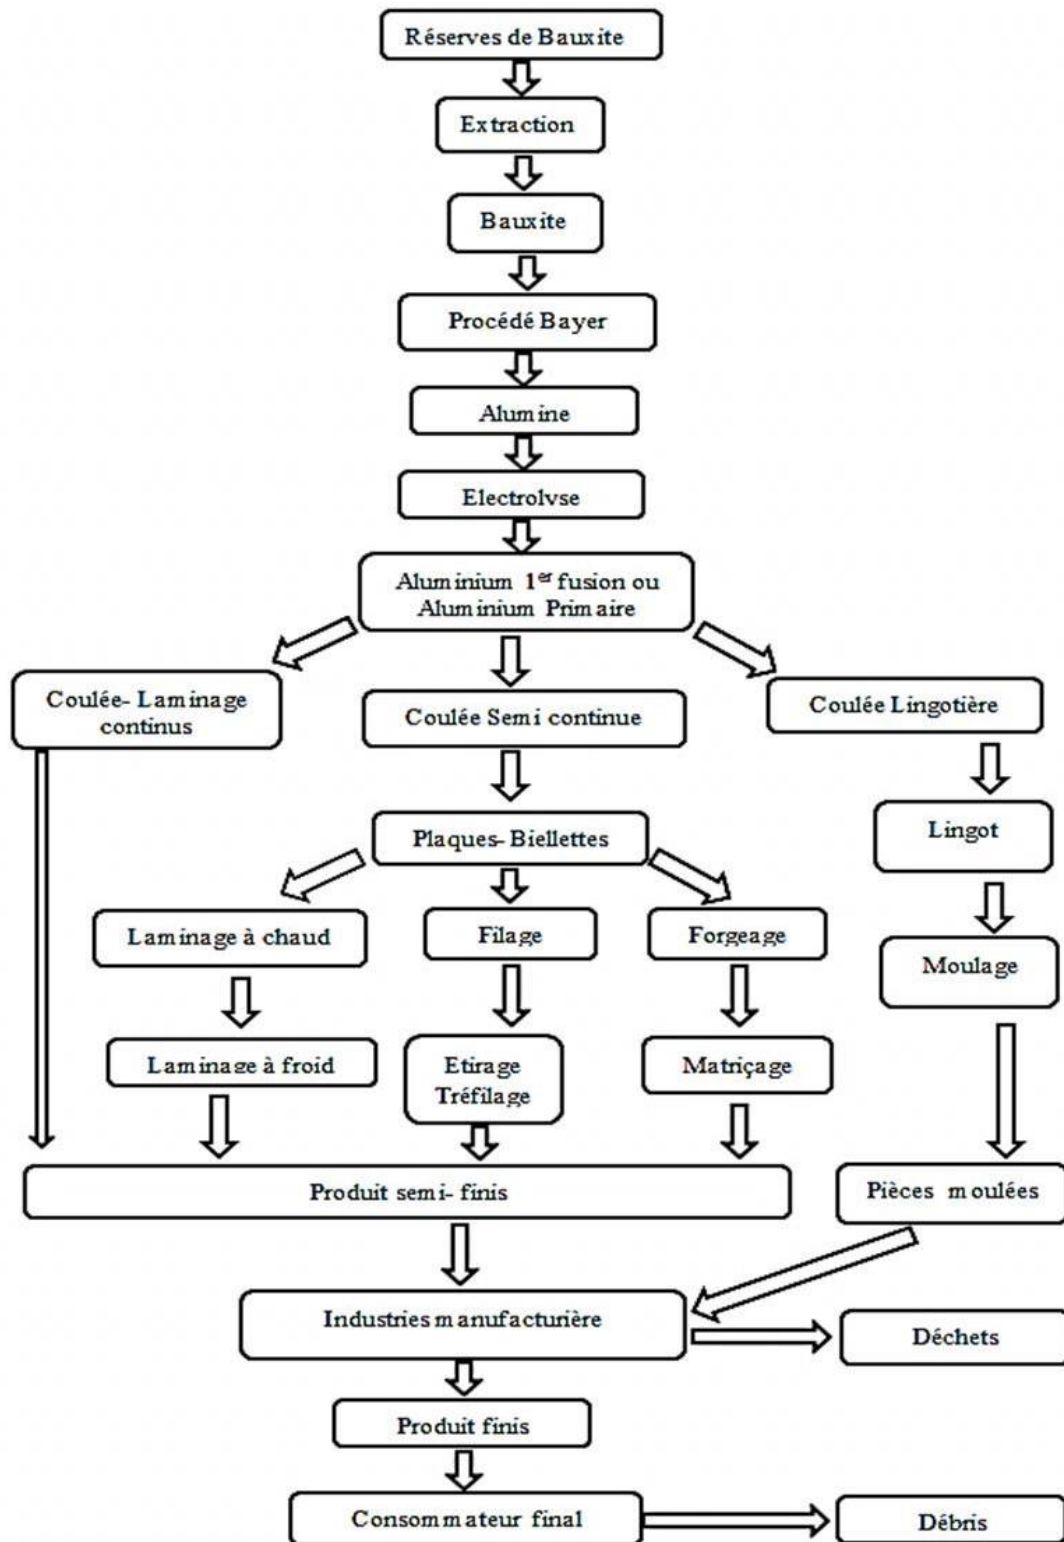 Réserves de Bauxite
Extraction
Bauxite
Procédé Bayer
Alumine
Electrolyse
Aluminium 1er fusion ou
Aluminium Primaire
Coulée- Laminage
continus
Coulée Semi continue
Coulée Lingotière
Plaques- Biellettes
Lingot
Laminage à chaud
Filage
Forgeage
Moulage
Laminage à froid
Etirage
Tréfilage
Matriçage
Produit semi- finis
Pièces moulées
Industries manufacturière
Déchets
Produit finis
Consommateur final
Débris